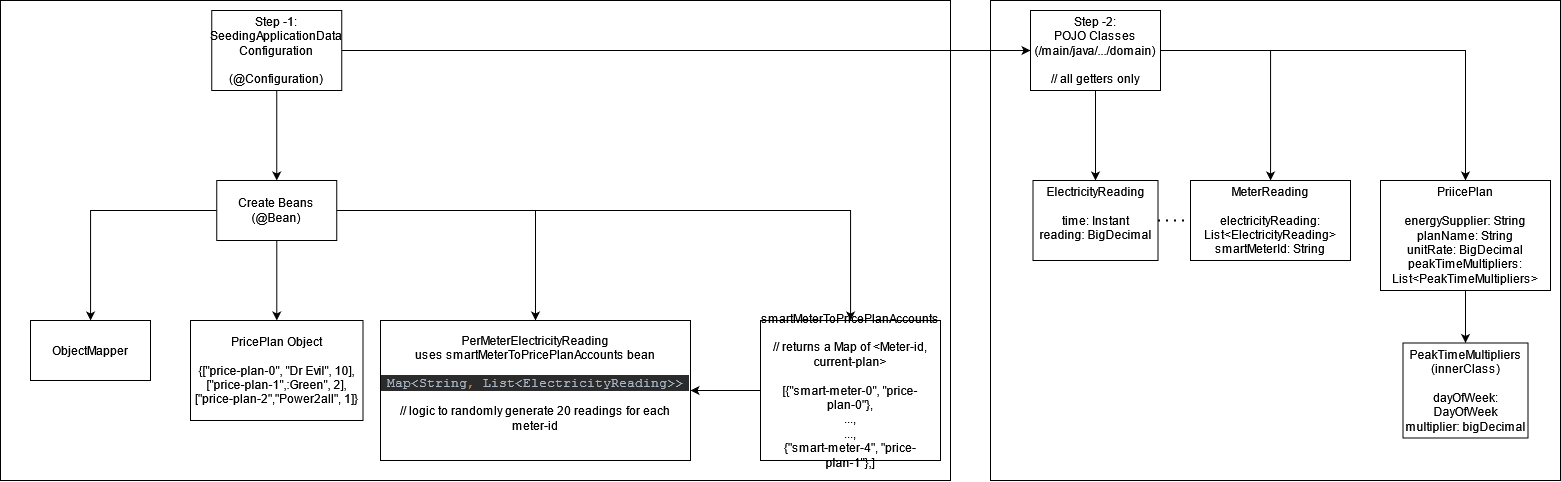 Step -1:
SeedingApplicationData
Configuration
(@Configuration)
Create Beans
(@Bean)
ObjectMapper
PricePlan Object
{["price-plan-0", "Dr Evil", 10],
["price-plan-1",:Green", 2],
["price-plan-2","Power2all", 1]}
PerMeterElectricityReading
uses smartMeterToPricePlanAccounts bean
Map<String, List<ElectricityReading>>
// logic to randomly generate 20 readings for each
meter-id
smartMeterToPricePlanAccounts
// returns a Map of <Meter-id,
current-plan>
[{"smart-meter-0", "price-
plan-0"},
...,
...,
{"smart-meter-4", "price-
plan-1"},]
Step -2:
POJO Classes
(/main/java/.../domain)
// all getters only
ElectricityReading
time: Instant
reading: BigDecimal
MeterReading
electricityReading:
List<ElectricityReading>
smartMeterId: String
PriicePlan
energySupplier: String
planName: String
unitRate: BigDecimal
peakTimeMultipliers:
List<PeakTimeMultipliers>
PeakTimeMultipliers
(innerClass)
dayOfWeek:
DayOfWeek
multiplier: bigDecimal